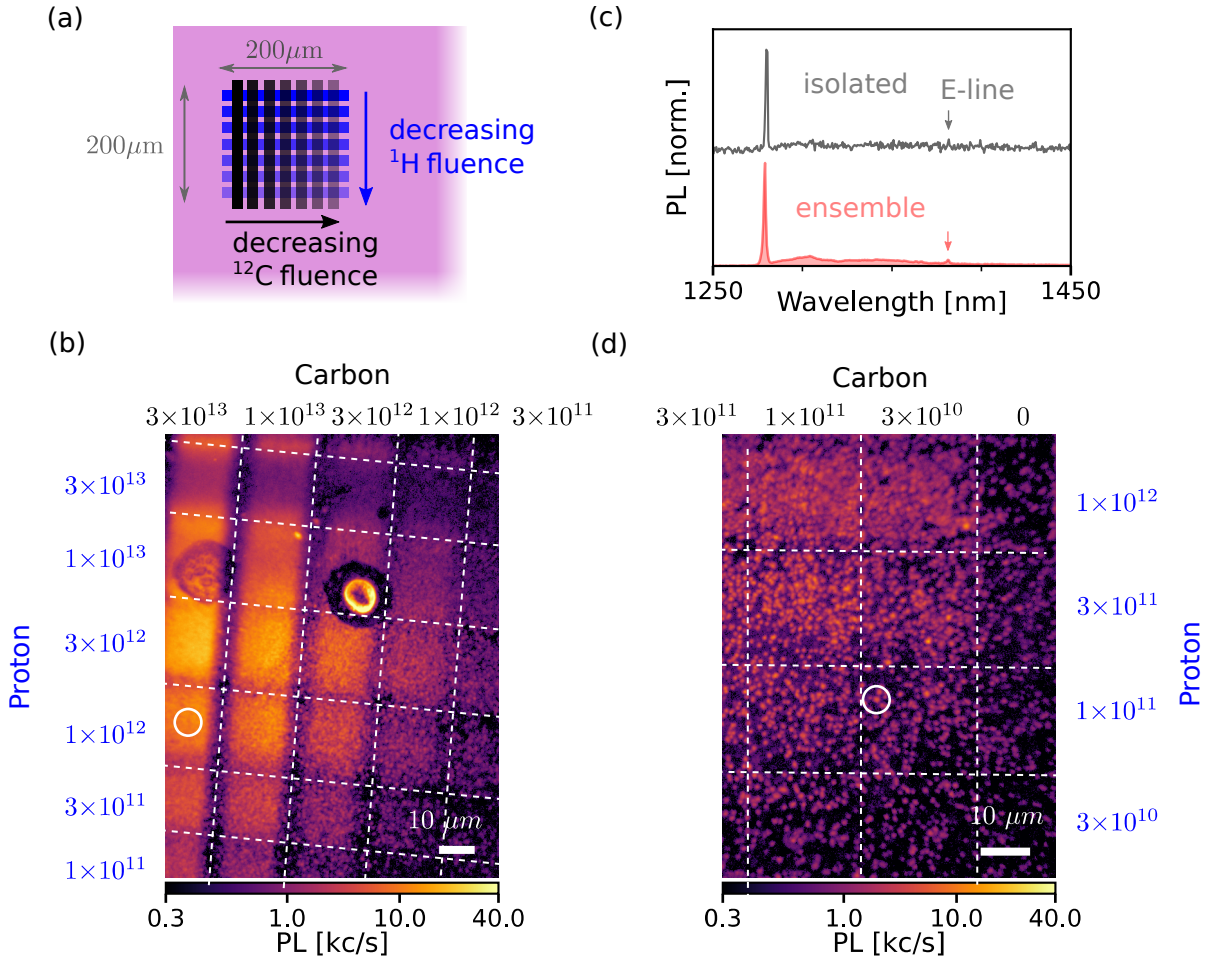 (a)
200μm
200μm
decreasing
¹H fluence
decreasing
¹²C fluence
(c)
PL [norm.]
isolated
E-line
ensemble
1250
1450
Wavelength [nm]
(b)
Carbon
3×10¹³ 1×10¹³ 3×10¹² 1×10¹² 3×10¹¹
Proton
3×10¹³
1×10¹³
3×10¹²
1×10¹²
3×10¹¹
1×10¹¹
10 μm
0.3 1.0 10.0 40.0
PL [kc/s]
(d)
Carbon
3×10¹¹ 1×10¹¹ 3×10¹⁰ 0
1×10¹²
3×10¹¹
1×10¹¹
3×10¹⁰
Proton
10 μm
0.3 1.0 10.0 40.0
PL [kc/s]